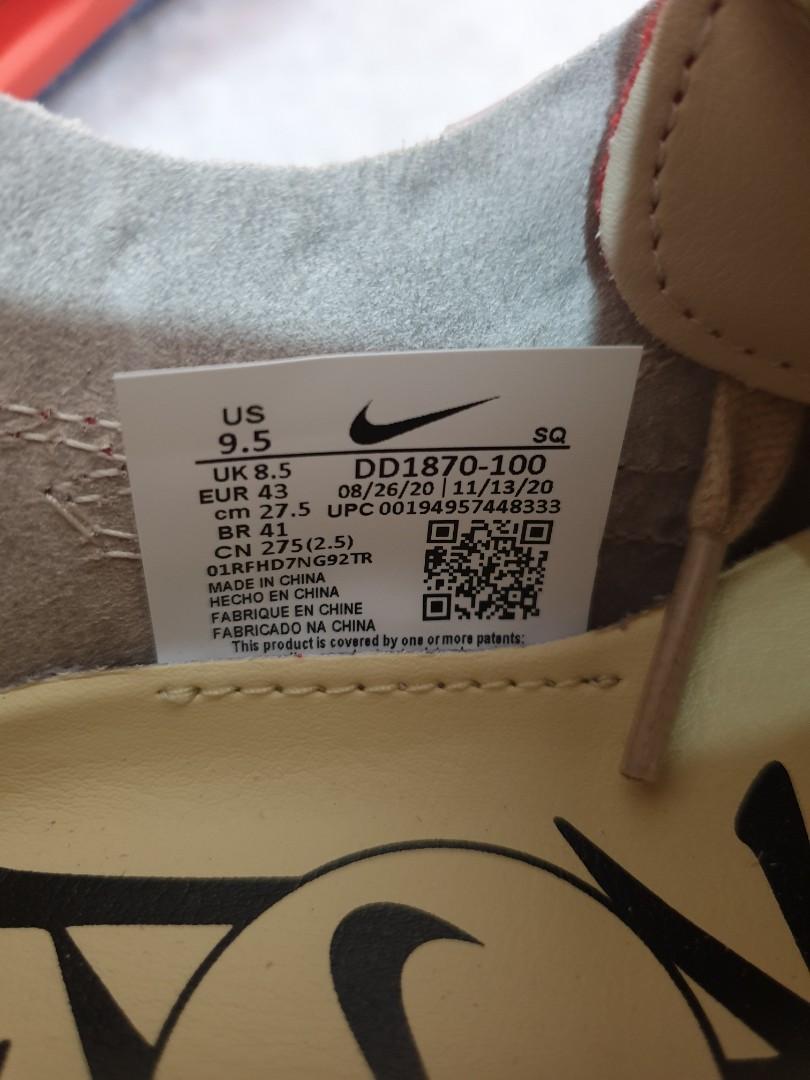 US
9.5
SQ
UK 8.5
DD1870-100
EUR 43
08/26/20 | 11/13/20
cm 27.5
UPC 00194957448333
BR 41
CN 275(2.5)
01RFHD7NG92TR
MADE IN CHINA
HECHO EN CHINA
FABRIQUE EN CHINE
FABRICADO NA CHINA
This product is covered by one or more patents: